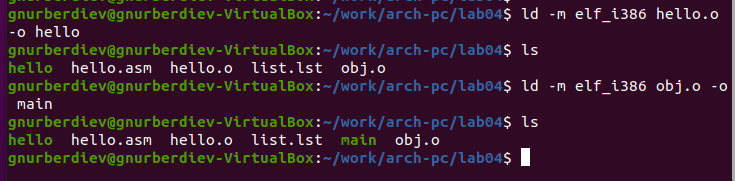 gnurberdiev@gnurberdiev-VirtualBox:~/work/arch-pc/lab04$ ld -m elf_i386 hello.o
-o hello
gnurberdiev@gnurberdiev-VirtualBox:~/work/arch-pc/lab04$ ls
hello  hello.asm  hello.o  list.lst  obj.o
gnurberdiev@gnurberdiev-VirtualBox:~/work/arch-pc/lab04$ ld -m elf_i386 obj.o -o
 main
gnurberdiev@gnurberdiev-VirtualBox:~/work/arch-pc/lab04$ ls
hello  hello.asm  hello.o  list.lst  main  obj.o
gnurberdiev@gnurberdiev-VirtualBox:~/work/arch-pc/lab04$